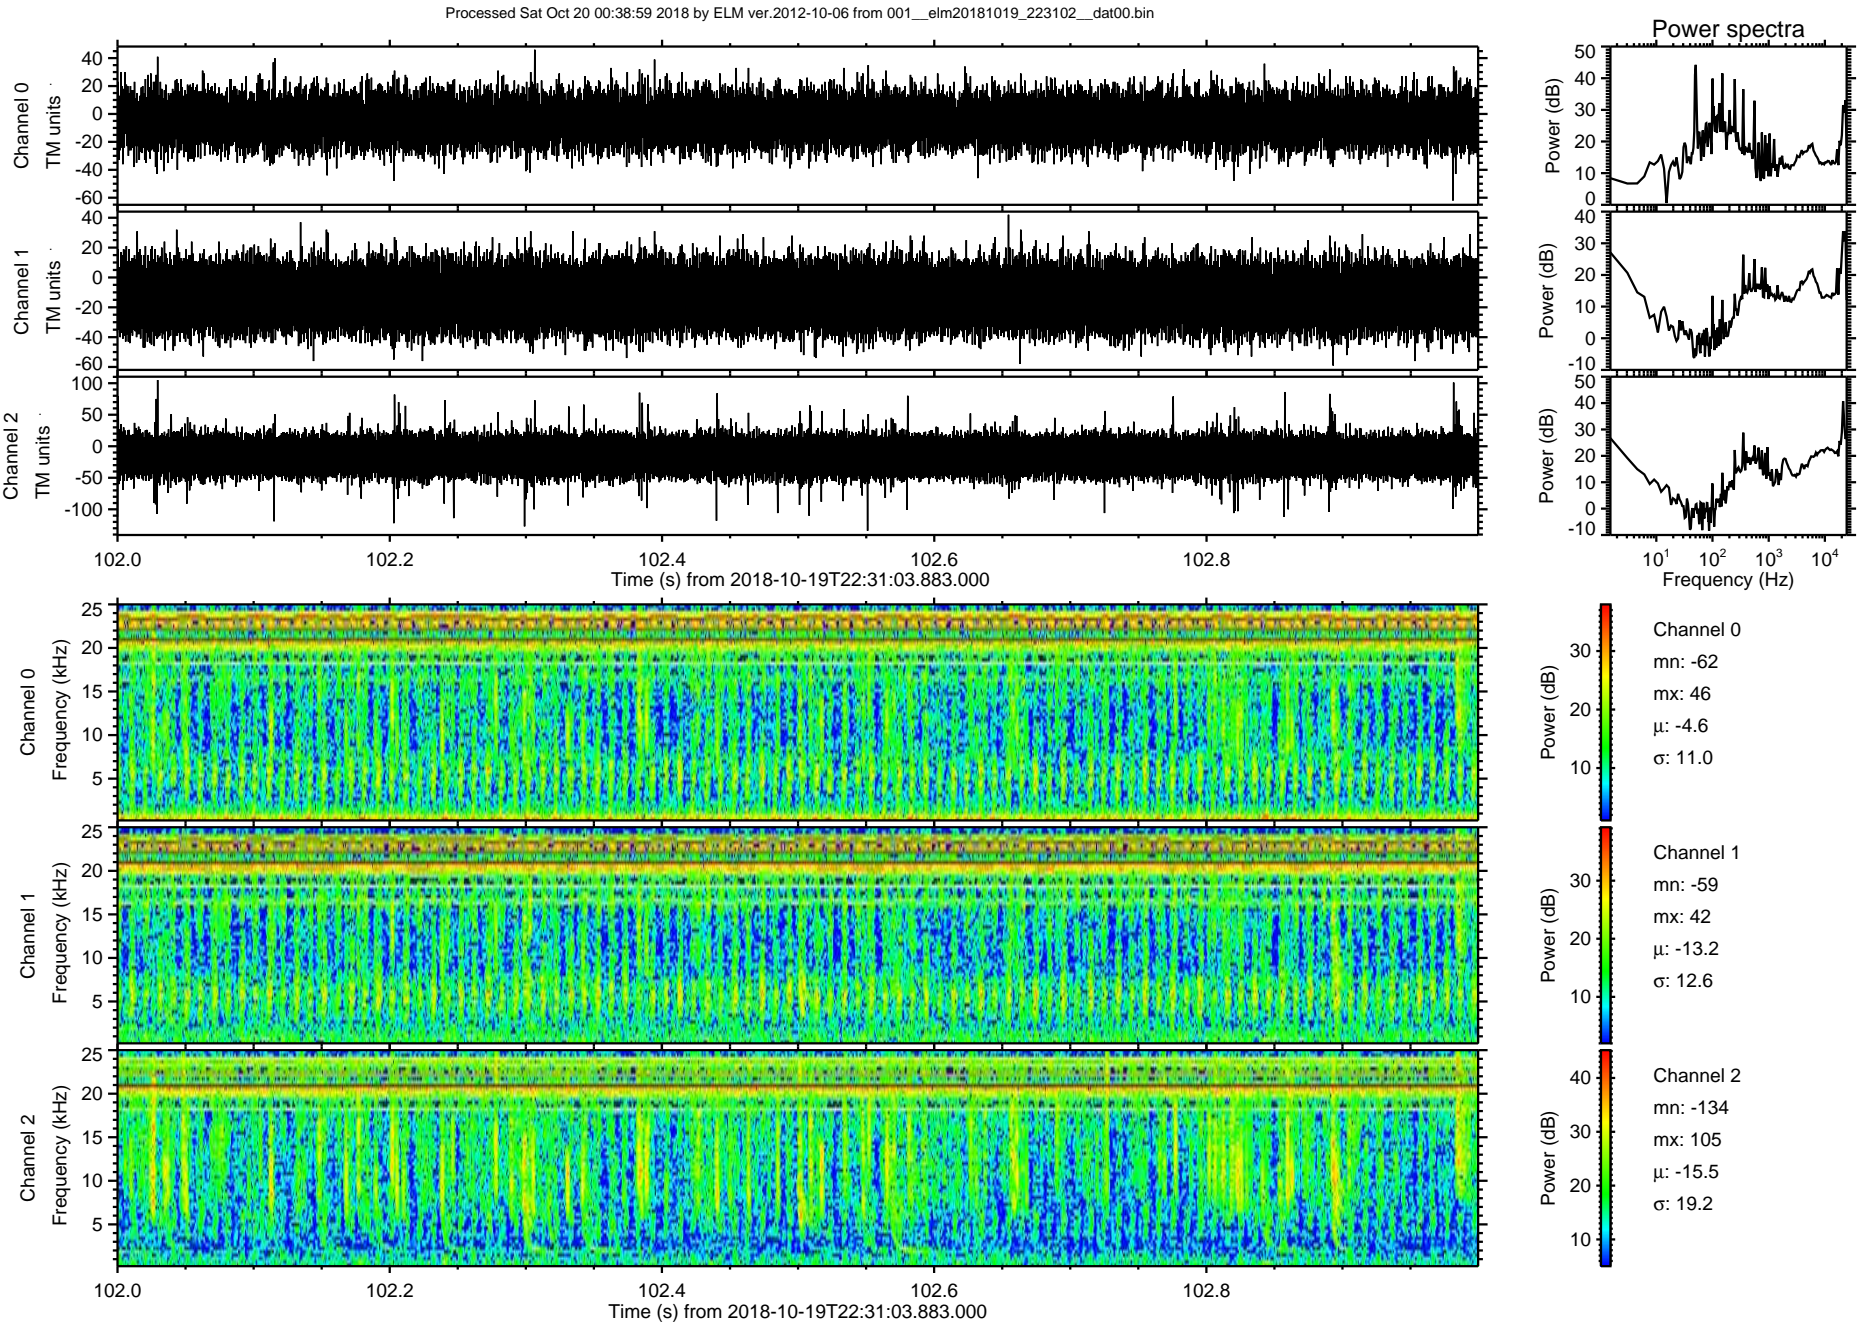 Processed Sat Oct 20 00:38:59 2018 by ELM ver.2012-10-06 from 001__elm20181019_223102__dat00.bin
Power spectra
Channel 0
TM units
40
20
0
-20
-40
-60
Power (dB)
50
40
30
20
10
0
Channel 1
TM units
40
20
0
-20
-40
-60
Power (dB)
40
30
20
10
0
-10
Channel 2
TM units
100
50
0
-50
-100
Power (dB)
50
40
30
20
10
0
-10
102.0 102.2 102.4 102.6 102.8
Time (s) from 2018-10-19T22:31:03.883.000
10¹ 10² 10³ 10⁴
Frequency (Hz)
Channel 0
Frequency (kHz)
25
20
15
10
5
Power (dB)
30
20
10
Channel 0
mn: -62
mx: 46
µ: -4.6
σ: 11.0
Channel 1
Frequency (kHz)
25
20
15
10
5
Power (dB)
30
20
10
Channel 1
mn: -59
mx: 42
µ: -13.2
σ: 12.6
Channel 2
Frequency (kHz)
25
20
15
10
5
Power (dB)
40
30
20
10
Channel 2
mn: -134
mx: 105
µ: -15.5
σ: 19.2
102.0 102.2 102.4 102.6 102.8
Time (s) from 2018-10-19T22:31:03.883.000